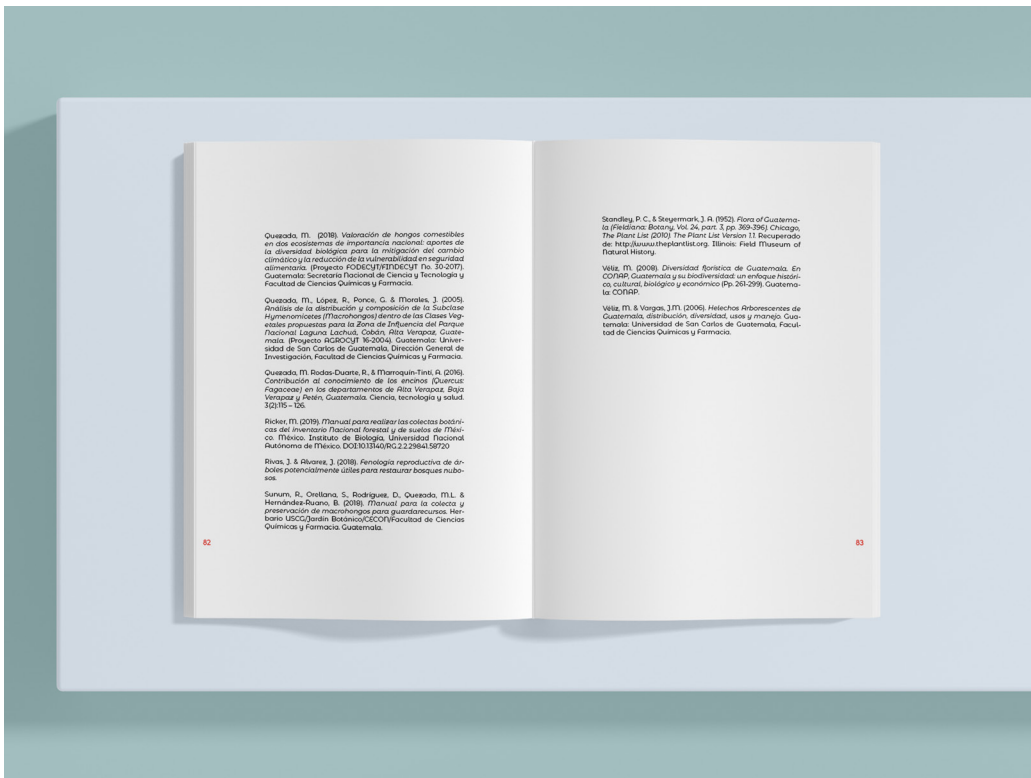 Quezada, M. (2018). Valoración de hongos comestibles
en dos ecosistemas de importancia nacional: aportes de
la diversidad biológica para la mitigación del cambio
climático y la reducción de la vulnerabilidad en seguridad
alimentaria. (Proyecto FODECYT/FINDECYT No. 30-2017).
Guatemala: Secretaría Nacional de Ciencia y Tecnología y
Facultad de Ciencias Químicas y Farmacia.
Quezada, M., López, R., Ponce, G. & Morales, J. (2005).
Análisis de la distribución y composición de la Subclase
Hymenomicetes (Macrohongos) dentro de las Clases Veg-
etales propuestas para la Zona de Influencia del Parque
Nacional Laguna Lachuá, Cobán, Alta Verapaz, Guate-
mala. (Proyecto AGROCYT 16-2004). Guatemala: Univer-
sidad de San Carlos de Guatemala, Dirección General de
Investigación, Facultad de Ciencias Químicas y Farmacia.
Quezada, M. Rodas-Duarte, R., & Marroquín-Tintí, A. (2016).
Contribución al conocimiento de los encinos (Quercus:
Fagaceae) en los departamentos de Alta Verapaz, Baja
Verapaz y Petén, Guatemala. Ciencia, tecnología y salud.
3(2):115 – 126.
Ricker, M. (2019). Manual para realizar las colectas botáni-
cas del inventario Nacional forestal y de suelos de Méxi-
co. México. Instituto de Biología, Universidad Nacional
Autónoma de México. DOI:10.13140/RG.2.2.29841.58720
Rivas, J. & Alvarez, J. (2018). Fenología reproductiva de ár-
boles potencialmente útiles para restaurar bosques nubo-
sos.
Sunum, R., Orellana, S., Rodríguez, D., Quezada, M.L. &
Hernández-Ruano, B. (2018). Manual para la colecta y
preservación de macrohongos para guardarecursos. Her-
bario USCG/Jardín Botánico/CECON/Facultad de Ciencias
Químicas y Farmacia. Guatemala.
82
Standley, P. C., & Steyermark, J. A. (1952). Flora of Guatema-
la (Fieldiana: Botany, Vol. 24, part. 3, pp. 369-396). Chicago,
The Plant List (2010). The Plant List Version 1.1. Recuperado
de: http://www.theplantlist.org. Illinois: Field Museum of
Natural History.
Véliz, M. (2008). Diversidad florística de Guatemala. En
CONAP, Guatemala y su biodiversidad: un enfoque históri-
co, cultural, biológico y económico (Pp. 261-299). Guatema-
la: CONAP.
Véliz, M. & Vargas, J.M. (2006). Helechos Arborescentes de
Guatemala, distribución, diversidad, usos y manejo. Gua-
temala: Universidad de San Carlos de Guatemala, Facul-
tad de Ciencias Químicas y Farmacia.
83